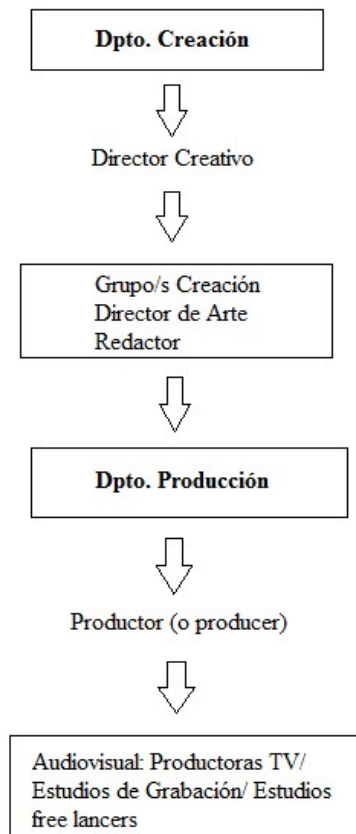 Dpto. Creación
Director Creativo
Grupo/s Creación
Director de Arte
Redactor
Dpto. Producción
Productor (o producer)
Audiovisual: Productoras TV/
Estudios de Grabación/ Estudios
free lancers